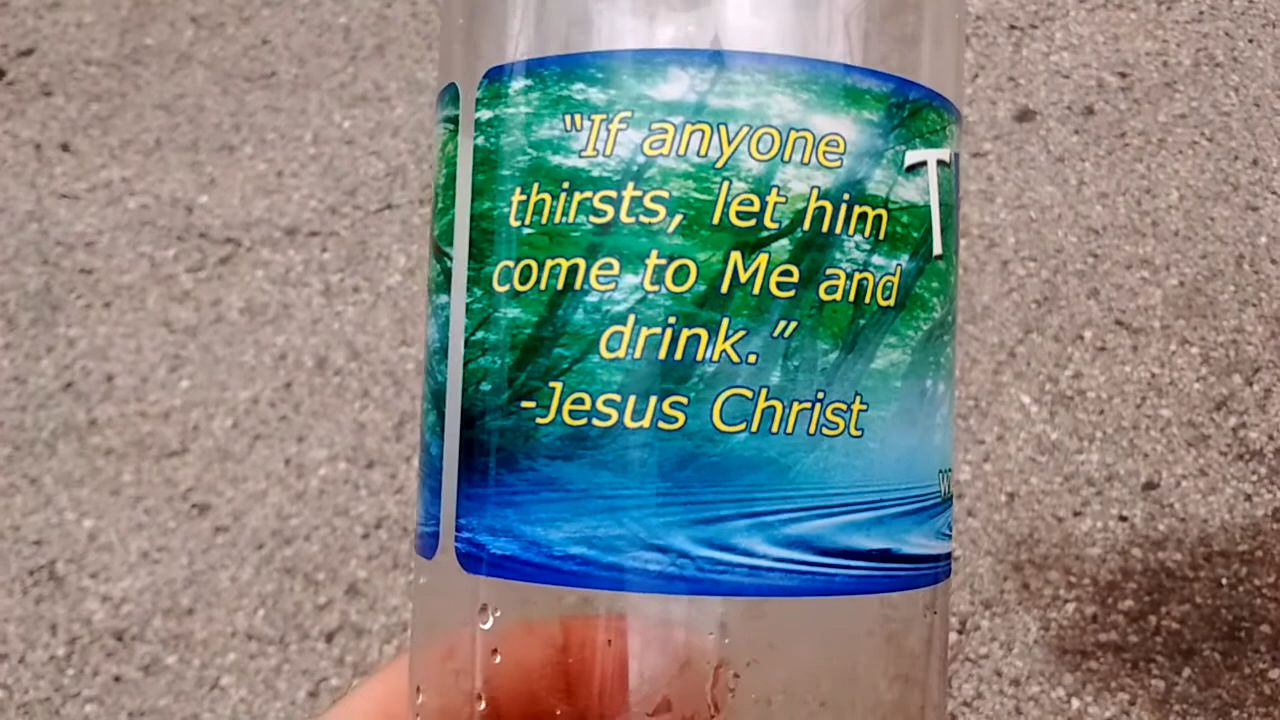 “If anyone
thirsts, let him
come to Me and
drink.”
-Jesus Christ
T